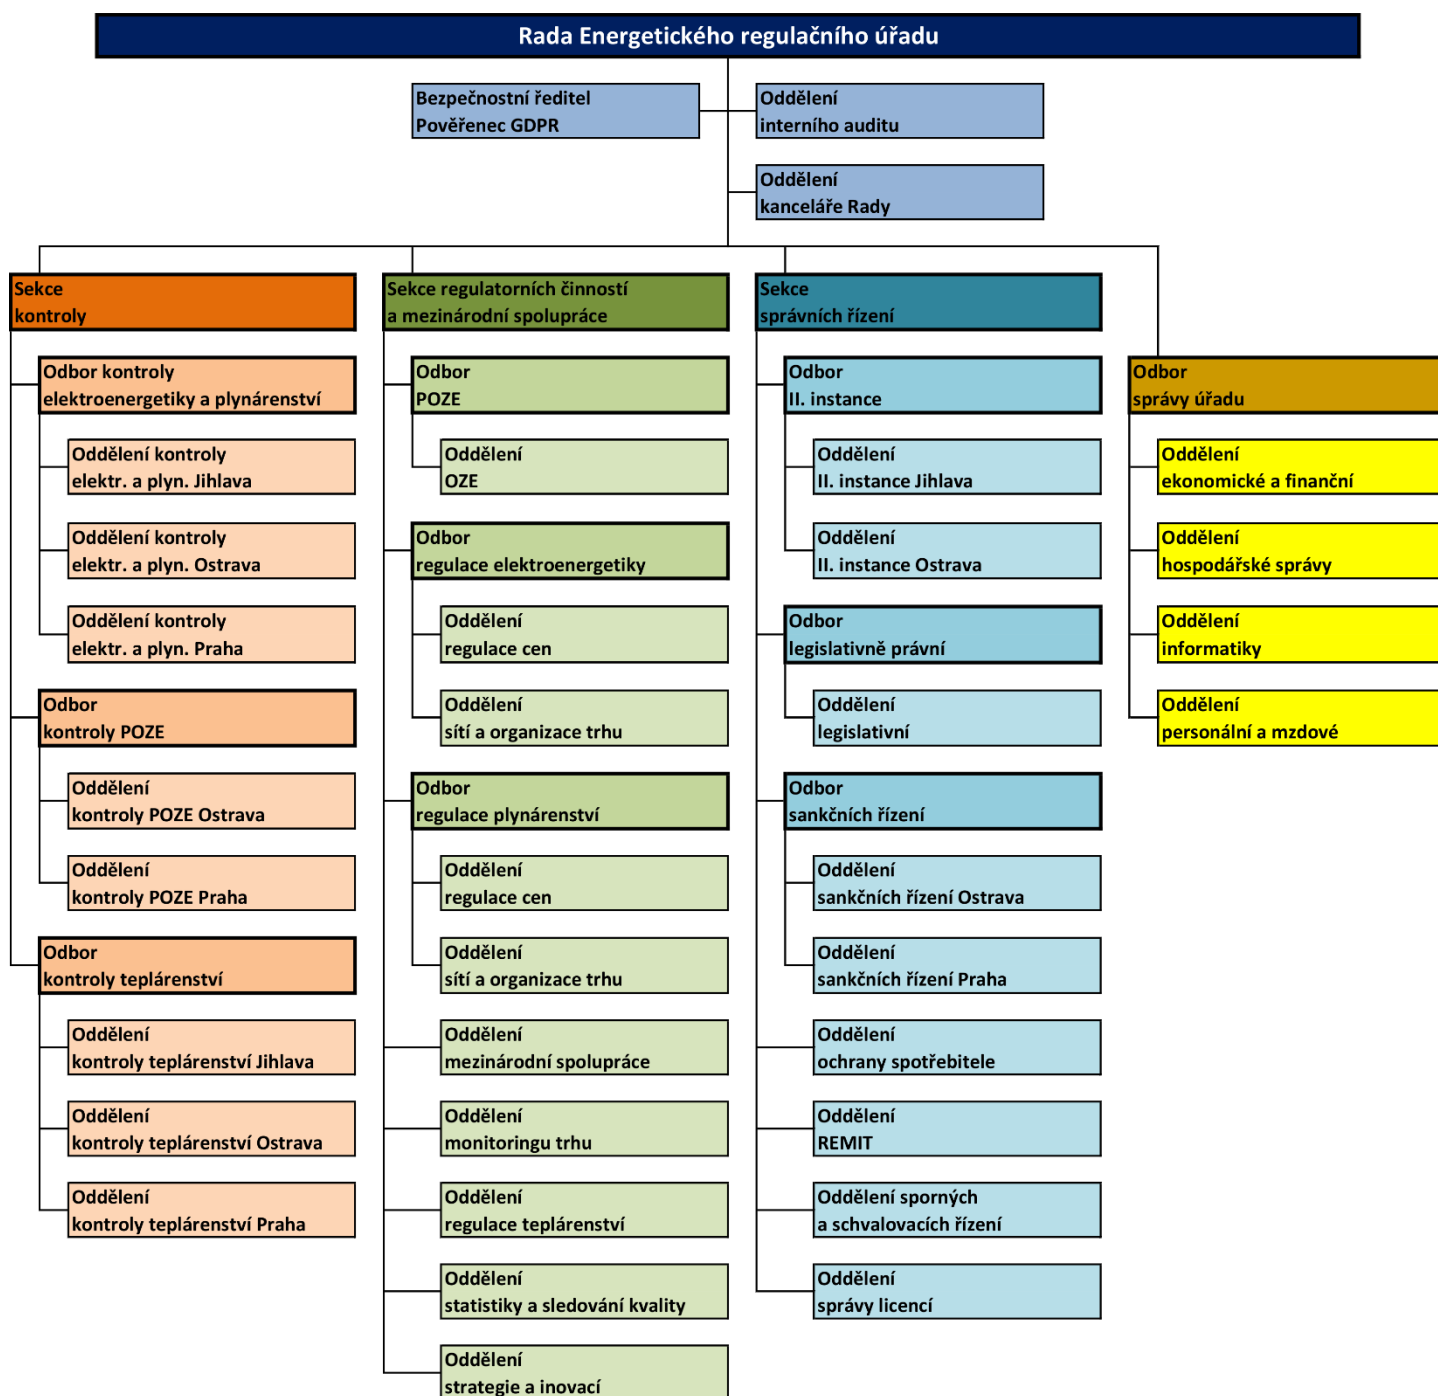 Rada Energetického regulačního úřadu
Bezpečnostní ředitel
Pověřenec GDPR
Oddělení
interního auditu
Oddělení
kanceláře Rady
Sekce
kontroly
Odbor kontroly
elektroenergetiky a plynárenství
Oddělení kontroly
elektr. a plyn. Jihlava
Oddělení kontroly
elektr. a plyn. Ostrava
Oddělení kontroly
elektr. a plyn. Praha
Odbor
kontroly POZE
Oddělení
kontroly POZE Ostrava
Oddělení
kontroly POZE Praha
Odbor
kontroly teplárenství
Oddělení
kontroly teplárenství Jihlava
Oddělení
kontroly teplárenství Ostrava
Oddělení
kontroly teplárenství Praha
Sekce regulatorních činností
a mezinárodní spolupráce
Odbor
POZE
Oddělení
OZE
Odbor
regulace elektroenergetiky
Oddělení
regulace cen
Oddělení
sítí a organizace trhu
Odbor
regulace plynárenství
Oddělení
regulace cen
Oddělení
sítí a organizace trhu
Oddělení
mezinárodní spolupráce
Oddělení
monitoringu trhu
Oddělení
regulace teplárenství
Oddělení
statistiky a sledování kvality
Oddělení
strategie a inovací
Sekce
správních řízení
Odbor
II. instance
Oddělení
II. instance Jihlava
Oddělení
II. instance Ostrava
Odbor
legislativně právní
Oddělení
legislativní
Odbor
sankčních řízení
Oddělení
sankčních řízení Ostrava
Oddělení
sankčních řízení Praha
Oddělení
ochrany spotřebitele
Oddělení
REMIT
Oddělení sporných
a schvalovacích řízení
Oddělení
správy licencí
Odbor
správy úřadu
Oddělení
ekonomické a finanční
Oddělení
hospodářské správy
Oddělení
informatiky
Oddělení
personální a mzdové